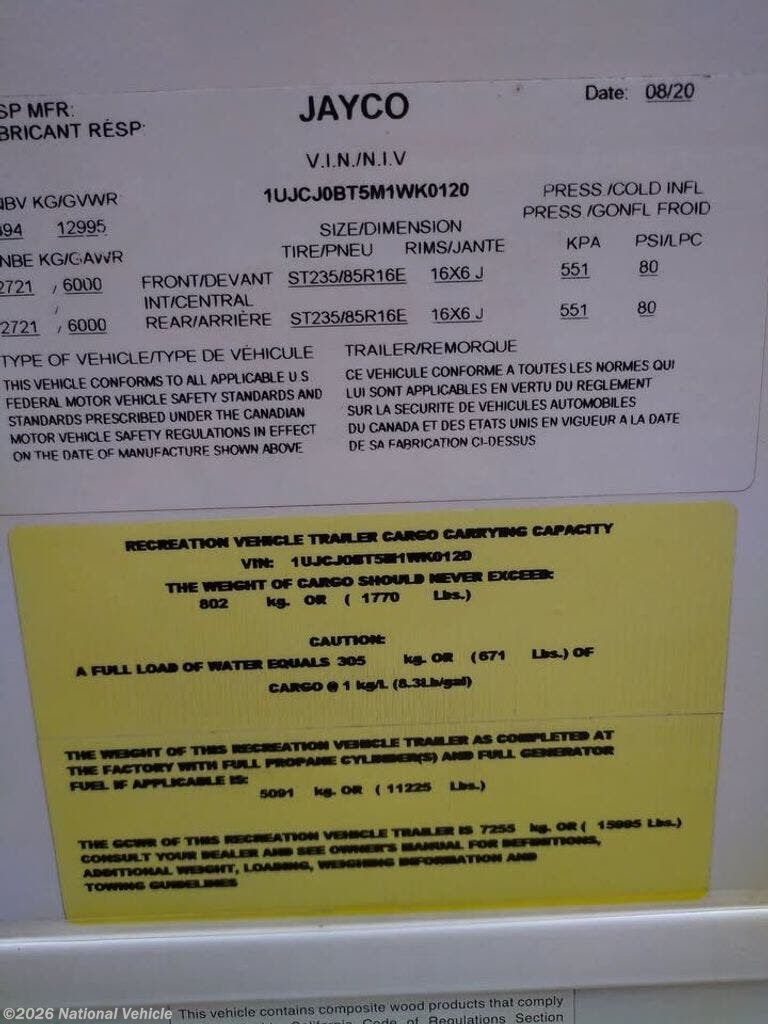 SP MFR: JAYCO Date: 08/20
BRICANT RÉSP:
V.I.N./N.I.V
1UJCJ0BT5M1WK0120
BV KG/GVWR PRESS /COLD INFL
94 12995 PRESS /GONFL FROID
SIZE/DIMENSION
NBE KG/GAWR TIRE/PNEU RIMS/JANTE KPA PSI/LPC
2721 / 6000 FRONT/DEVANT ST235/85R16E 16X6 J 551 80
/ INT/CENTRAL
2721 / 6000 REAR/ARRIÈRE ST235/85R16E 16X6 J 551 80
TYPE OF VEHICLE/TYPE DE VÉHICULE TRAILER/REMORQUE
THIS VEHICLE CONFORMS TO ALL APPLICABLE U.S.
FEDERAL MOTOR VEHICLE SAFETY STANDARDS AND
STANDARDS PRESCRIBED UNDER THE CANADIAN
MOTOR VEHICLE SAFETY REGULATIONS IN EFFECT
ON THE DATE OF MANUFACTURE SHOWN ABOVE
CE VEHICULE CONFORME A TOUTES LES NORMES QUI
LUI SONT APPLICABLES EN VERTU DU REGLEMENT
SUR LA SECURITE DE VEHICULES AUTOMOBILES
DU CANADA ET DES ETATS UNIS EN VIGUEUR A LA DATE
DE SA FABRICATION CI-DESSUS
RECREATION VEHICLE TRAILER CARGO CARRYING CAPACITY
VIN: 1UJCJ0BT5M1WK0120
THE WEIGHT OF CARGO SHOULD NEVER EXCEED:
802 kg. OR ( 1770 Lbs.)
CAUTION:
A FULL LOAD OF WATER EQUALS 305 kg. OR (671 Lbs.) OF
CARGO @ 1 kg/L (8.3Lb/gal)
THE WEIGHT OF THIS RECREATION VEHICLE TRAILER AS COMPLETED AT
THE FACTORY WITH FULL PROPANE CYLINDER(S) AND FULL GENERATOR
FUEL IF APPLICABLE IS:
5091 kg. OR ( 11225 Lbs.)
THE GCWR OF THIS RECREATION VEHICLE TRAILER IS 7255 kg. OR ( 15995 Lbs.)
CONSULT YOUR DEALER AND SEE OWNER'S MANUAL FOR DEFINITIONS,
ADDITIONAL WEIGHT, LOADING, WEIGHING INFORMATION AND
TOWING GUIDELINES
This vehicle contains composite wood products that comply
California Code of Regulations Section
©2026 National Vehicle